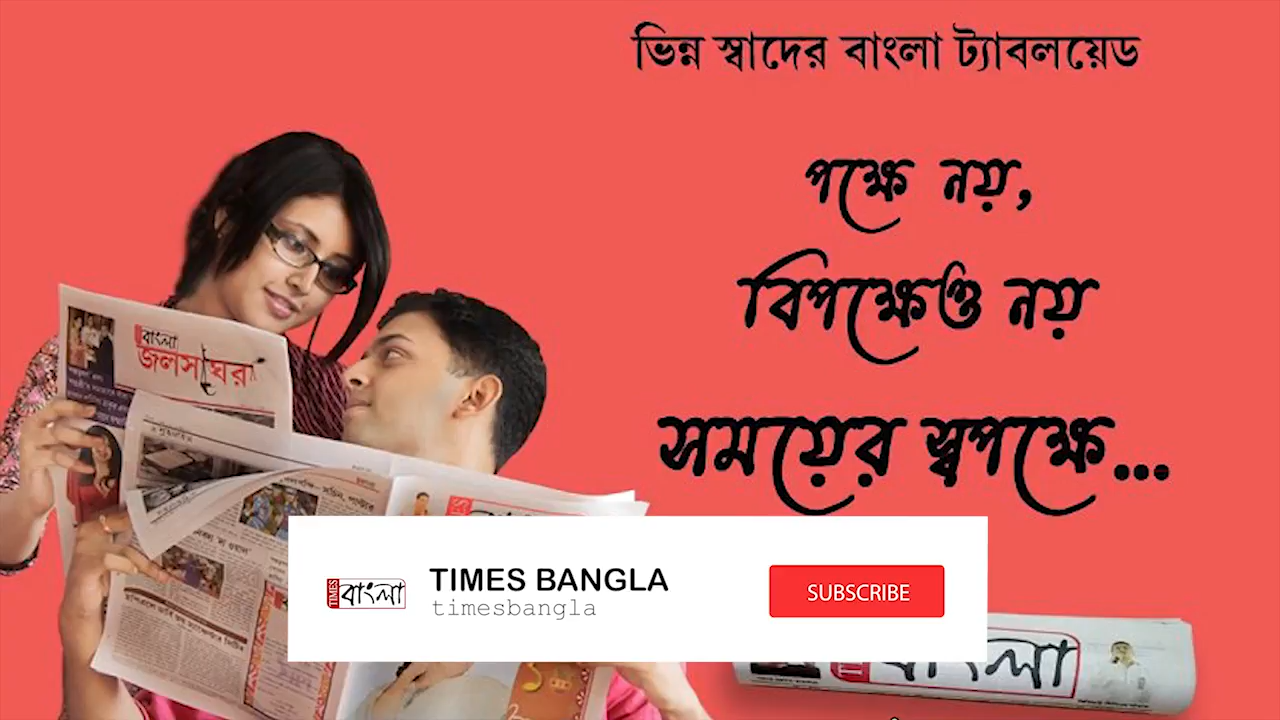 ভিন্ন স্বাদের বাংলা ট্যাবলয়েড
পক্ষে নয়,
বিপক্ষেও নয়
সময়ের স্বপক্ষে...
বাংলা
জলসাঘর
TIMES বাংলা
TIMES BANGLA
timesbangla
SUBSCRIBE
বাংলা